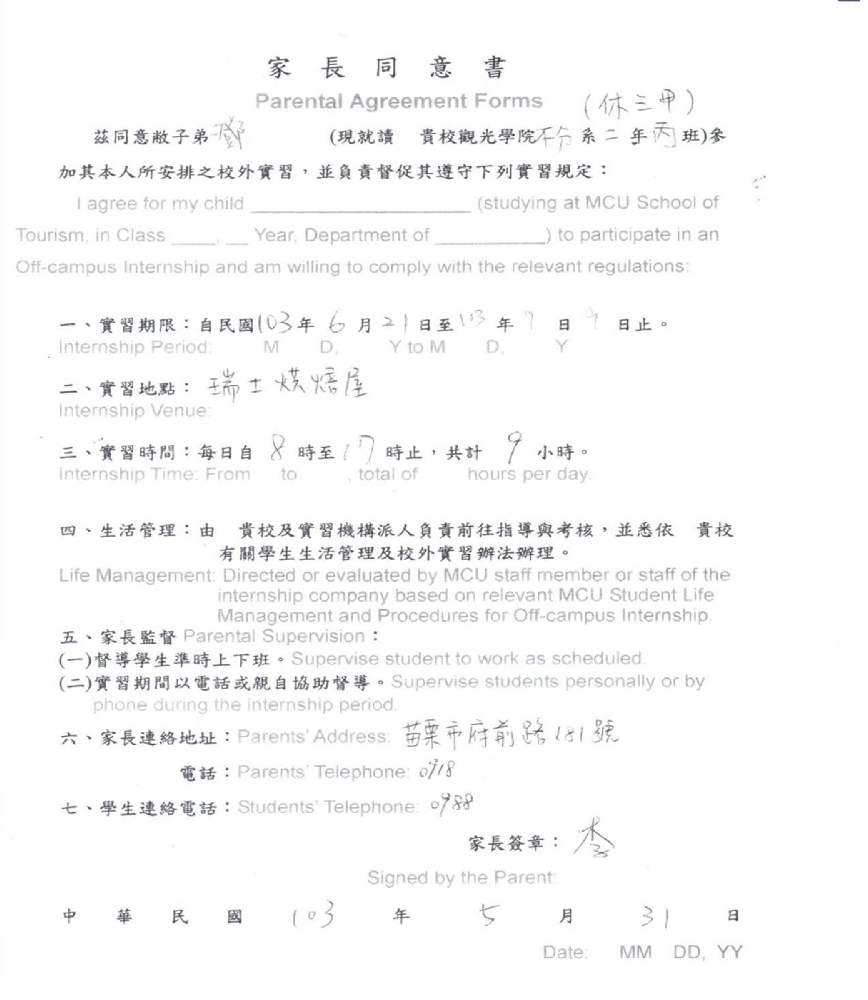 家長同意書
Parental Agreement Forms (休三甲)
茲同意敝子弟鄧 (現就讀 貴校觀光學院不分系二年丙班)參
加其本人所安排之校外實習，並負責督促其遵守下列實習規定：
I agree for my child ____________________ (studying at MCU School of
Tourism, in Class ____, __ Year, Department of __________) to participate in an
Off-campus Internship and am willing to comply with the relevant regulations:
一、實習期限：自民國103年6月21日至103年9日9日止。
Internship Period: M D, Y to M D, Y
二、實習地點：瑞士烘焙屋
Internship Venue:
三、實習時間：每日自8時至17時止，共計9小時。
Internship Time: From to , total of hours per day.
四、生活管理：由 貴校及實習機構派人負責前往指導與考核，並悉依 貴校
有關學生生活管理及校外實習辦法辦理。
Life Management: Directed or evaluated by MCU staff member or staff of the
internship company based on relevant MCU Student Life
Management and Procedures for Off-campus Internship.
五、家長監督 Parental Supervision：
(一)督導學生準時上下班。Supervise student to work as scheduled.
(二)實習期間以電話或親自協助督導。Supervise students personally or by
phone during the internship period.
六、家長連絡地址：Parents' Address: 苗栗市府前路181號
電話：Parents' Telephone: 0918
七、學生連絡電話：Students' Telephone: 0988
家長簽章：李
Signed by the Parent:
中華民國103年5月31日
Date: MM DD, YY